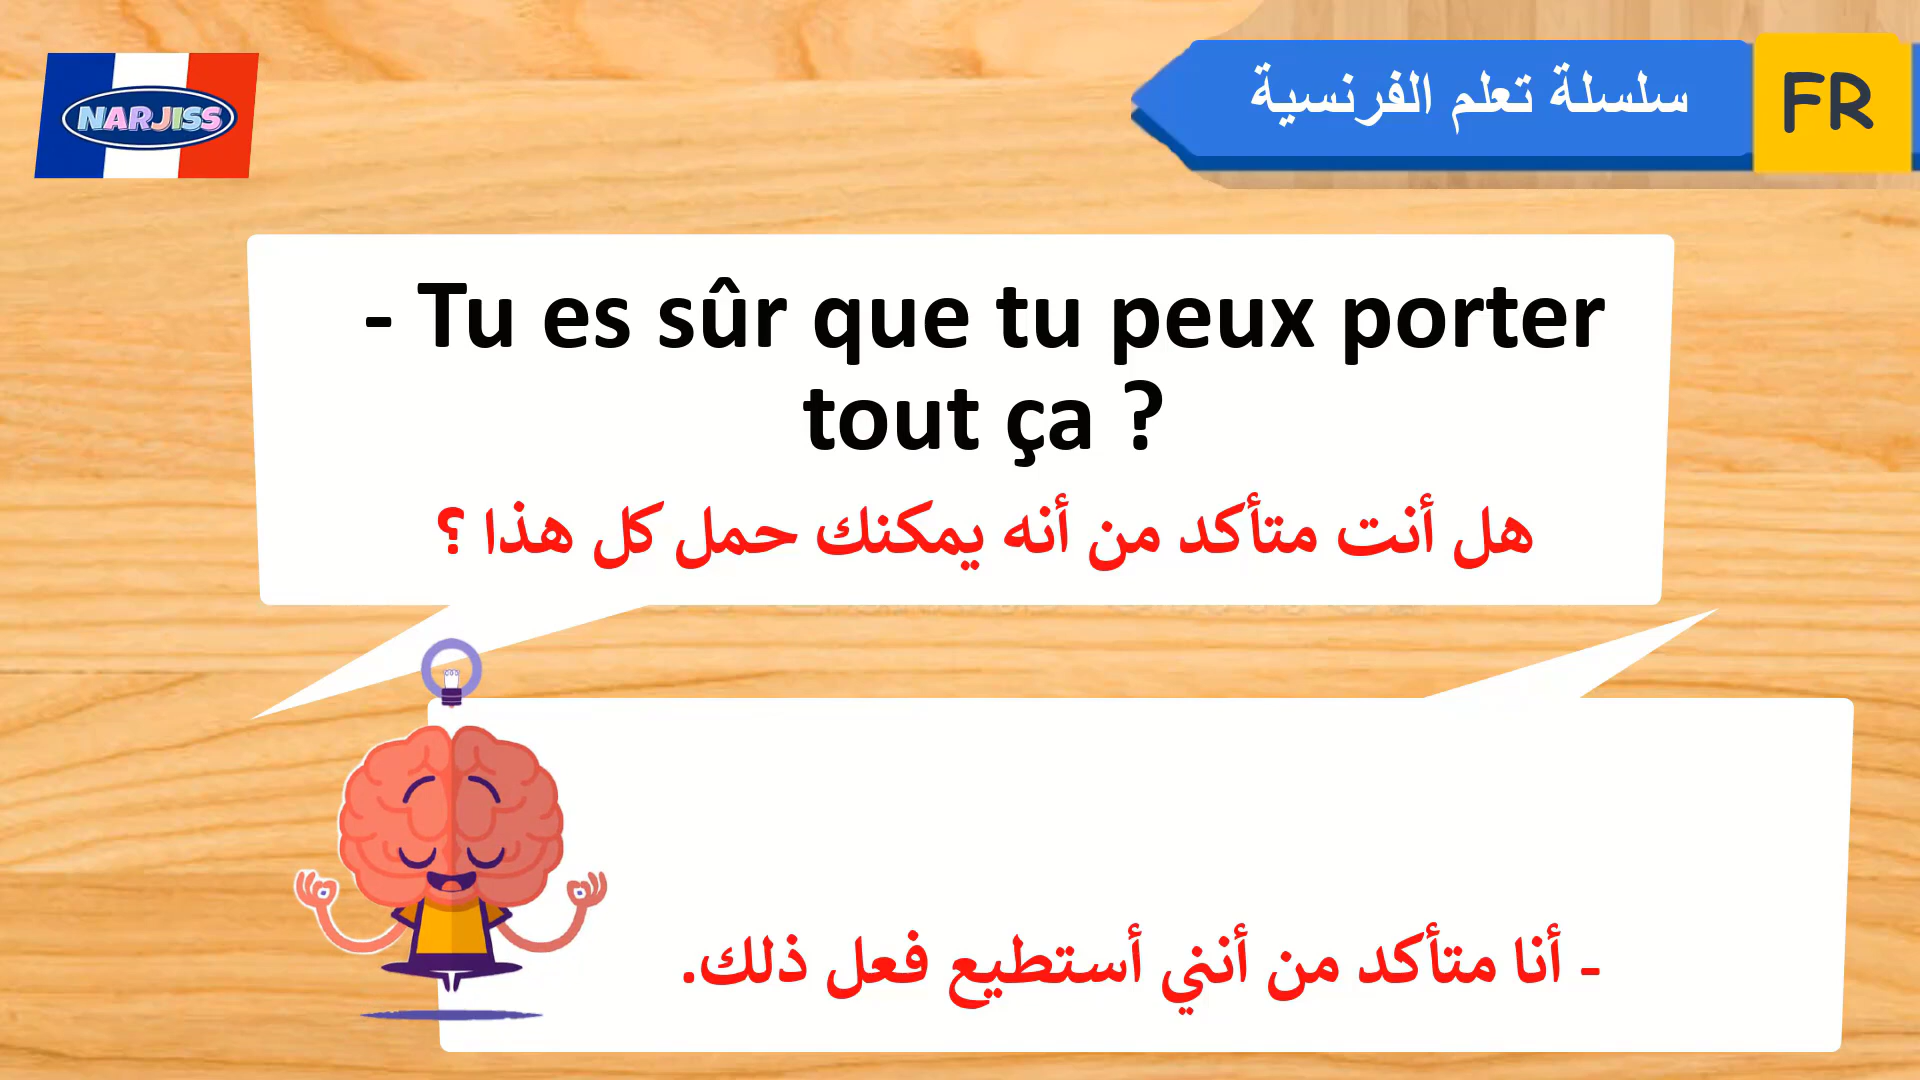 NARJISS
سلسلة تعلم الفرنسية
FR
- Tu es sûr que tu peux porter
tout ça ?
هل أنت متأكد من أنه يمكنك حمل كل هذا ؟
- أنا متأكد من أنني أستطيع فعل ذلك.